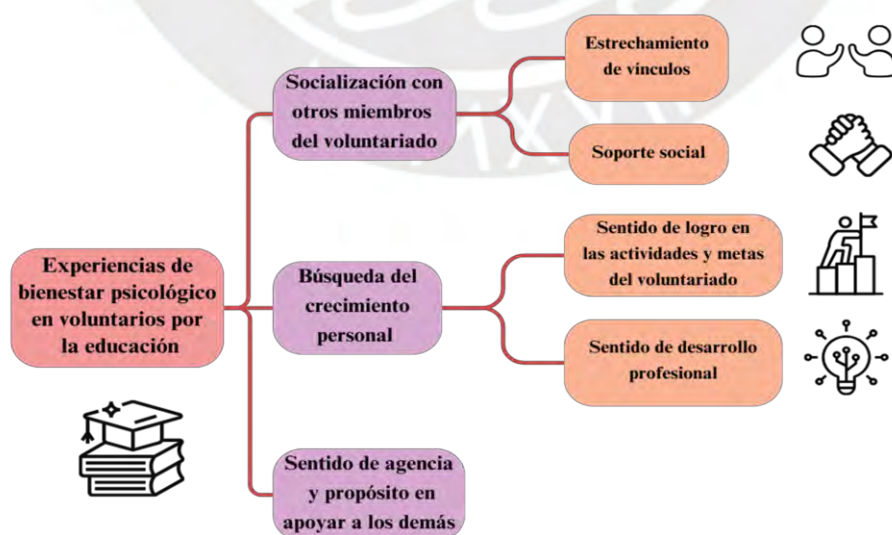 Estrechamiento
de vínculos
Socialización con
otros miembros
del voluntariado
Soporte social
Sentido de logro en
las actividades y metas
del voluntariado
Experiencias de
bienestar psicológico
en voluntarios por
la educación
Búsqueda del
crecimiento
personal
Sentido de desarrollo
profesional
Sentido de agencia
y propósito en
apoyar a los demás